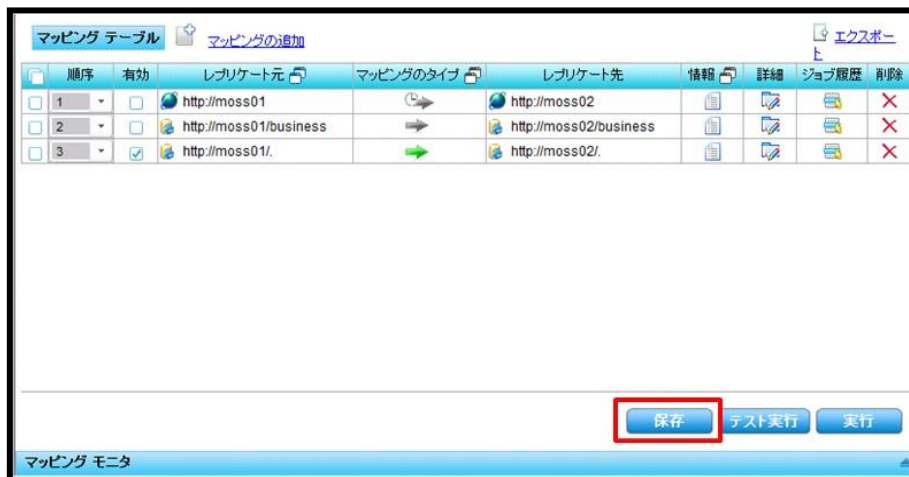 マッピング テーブル マッピングの追加 エクスポー
ト
順序 有効 レプリケート元 マッピングのタイプ レプリケート先 情報 詳細 ジョブ履歴 削除
1 http://moss01 http://moss02
2 http://moss01/business http://moss02/business
3 http://moss01/. http://moss02/.
保存 テスト実行 実行
マッピング モニタ